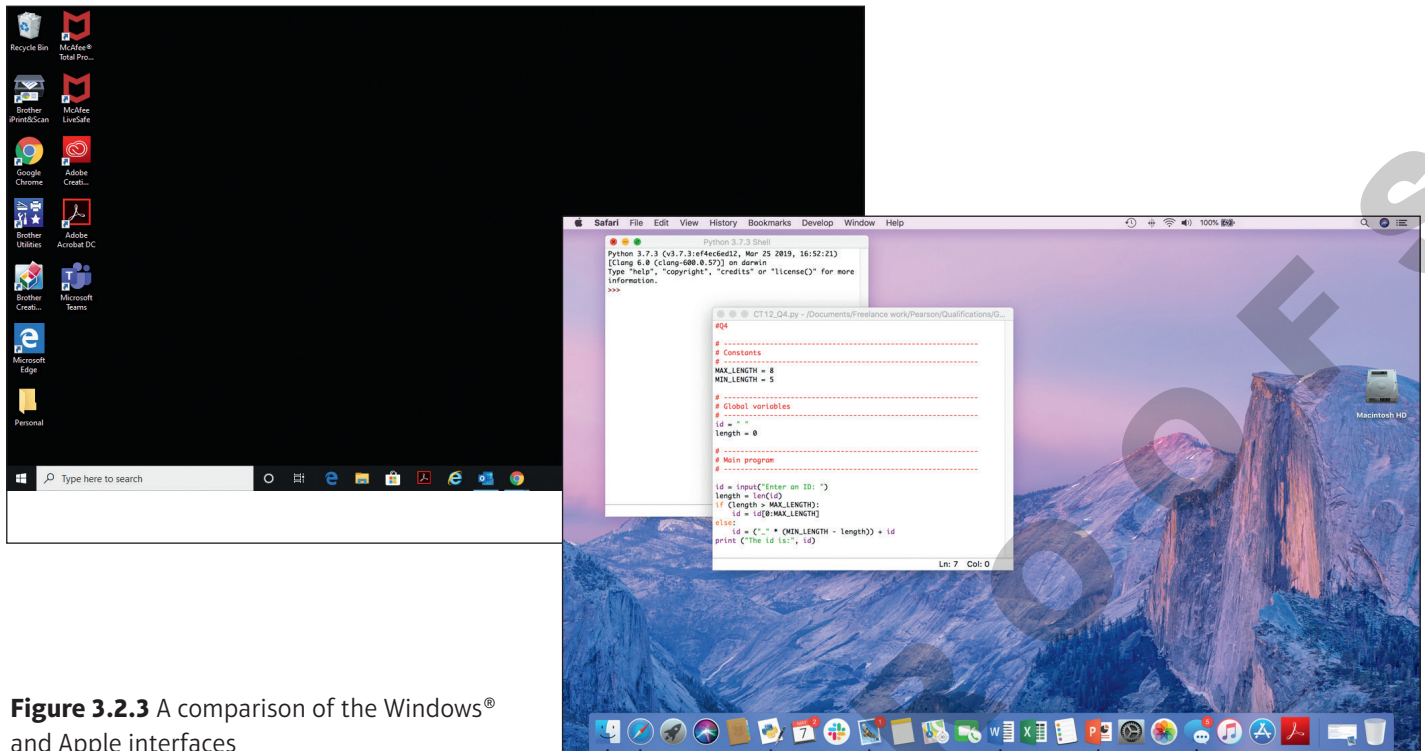 Recycle Bin
McAfee®
Total Pro...
Brother
iPrint&Scan
McAfee
LiveSafe
Google
Chrome
Adobe
Creati...
Brother
Utilities
Adobe
Acrobat DC
Brother
Creati...
Microsoft
Teams
Microsoft
Edge
Personal
Type here to search
Safari File Edit View History Bookmarks Develop Window Help 100%
Python 3.7.3 Shell
Python 3.7.3 (v3.7.3:ef4ec6ed12, Mar 25 2019, 16:52:21)
[Clang 6.0 (clang-600.0.57)] on darwin
Type "help", "copyright", "credits" or "license()" for more
information.
>>>
CT12_Q4.py - /Documents/Freelance work/Pearson/Qualifications/G...
#Q4
# ------------------------------------------------------------
# Constants
# ------------------------------------------------------------
MAX_LENGTH = 8
MIN_LENGTH = 5
# ------------------------------------------------------------
# Global variables
# ------------------------------------------------------------
id = " "
length = 0
# ------------------------------------------------------------
# Main program
# ------------------------------------------------------------
id = input("Enter an ID: ")
length = len(id)
if (length > MAX_LENGTH):
    id = id[0:MAX_LENGTH]
else:
    id = ("_" * (MIN_LENGTH - length)) + id
print ("The id is:", id)
Ln: 7 Col: 0
Macintosh HD
Figure 3.2.3 A comparison of the Windows®
and Apple interfaces